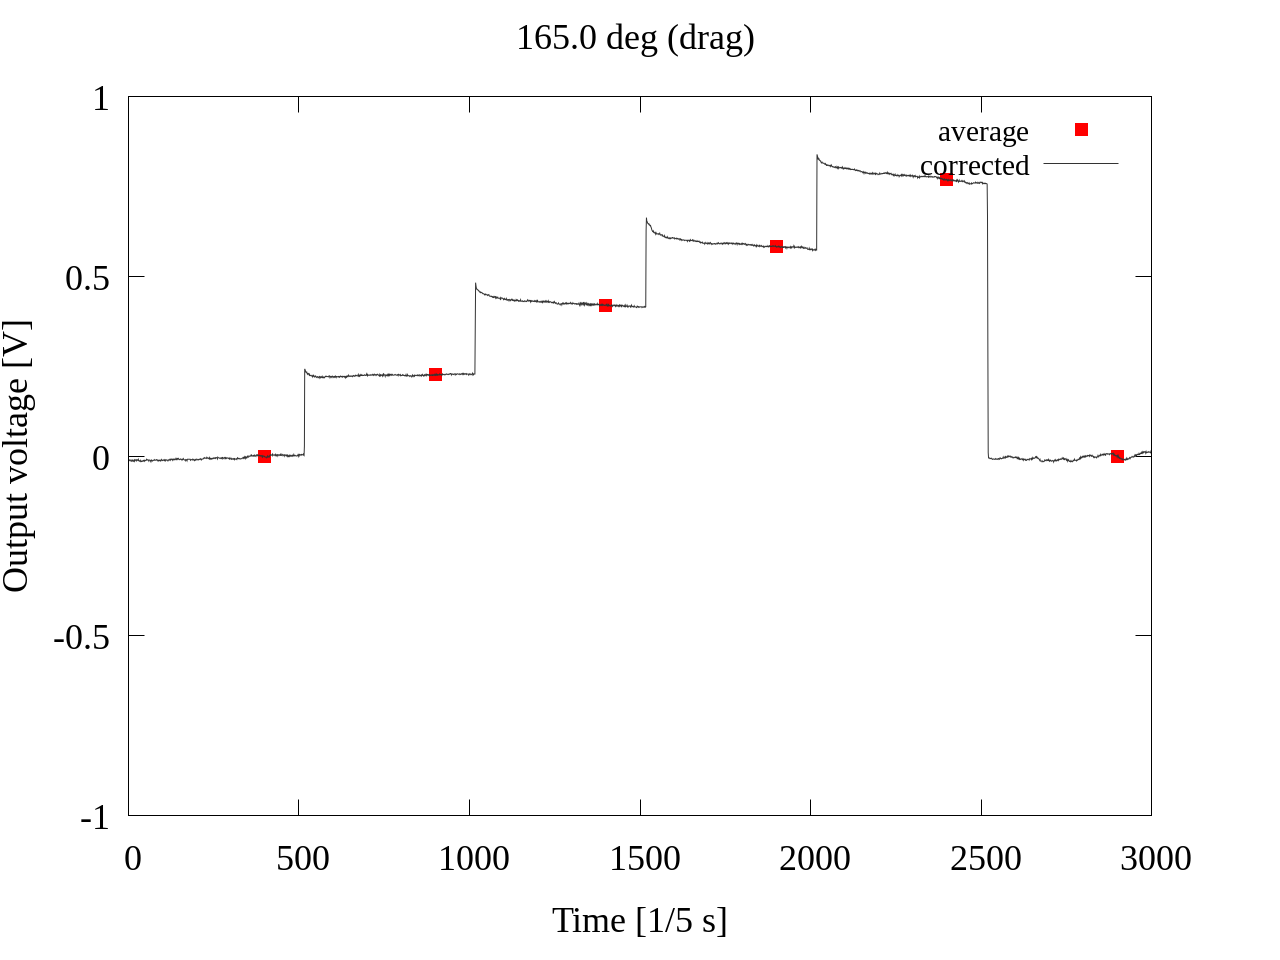 165.0 deg (drag)
average
corrected
1
0.5
0
-0.5
-1
Output voltage [V]
0 500 1000 1500 2000 2500 3000
Time [1/5 s]